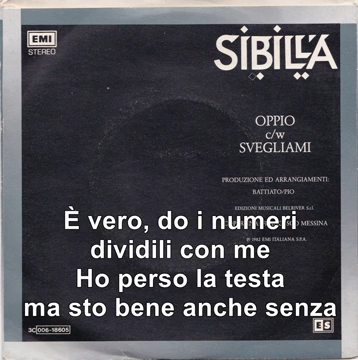 EMI
STEREO
SIBILLA
OPPIO
c/w
SVEGLIAMI
PRODUZIONE ED ARRANGIAMENTI:
BATTIATO/PIO
EDIZIONI MUSICALI BELRIVER S.r.l
MESSINA
℗ 1982 EMI ITALIANA S.P.A.
È vero, do i numeri
dividili con me
Ho perso la testa
ma sto bene anche senza
3C 006-18605
ES